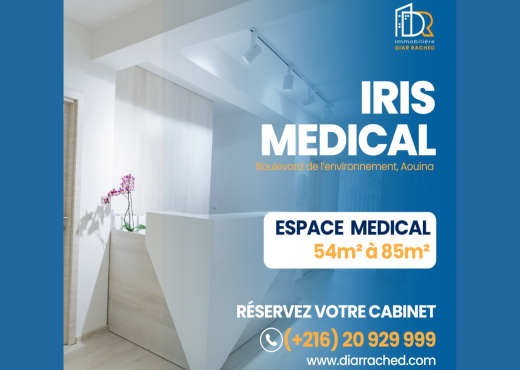 DR
Immobilière
DIAR RACHED
IRIS
MEDICAL
Boulevard de l'environnement, Aouina
ESPACE MEDICAL
54m² à 85m²
RÉSERVEZ VOTRE CABINET
(+216) 20 929 999
www.diarrached.com